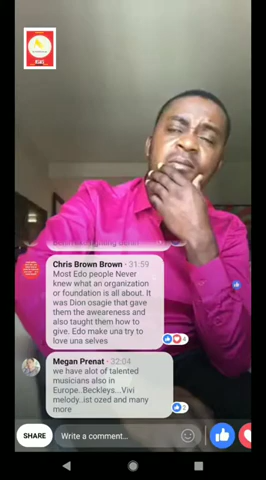 Chris Brown Brown · 31:59
Most Edo people Never
knew what an organization
or foundation is all about. It
was Dion osagie that gave
them the aweareness and
also taught them how to
give. Edo make una try to
love una selves
4
Megan Prenat · 32:04
we have alot of talented
musicians also in
Europe.. Beckleys...Vivi
melody..ist ozed and many
more
2
SHARE
Write a comment...